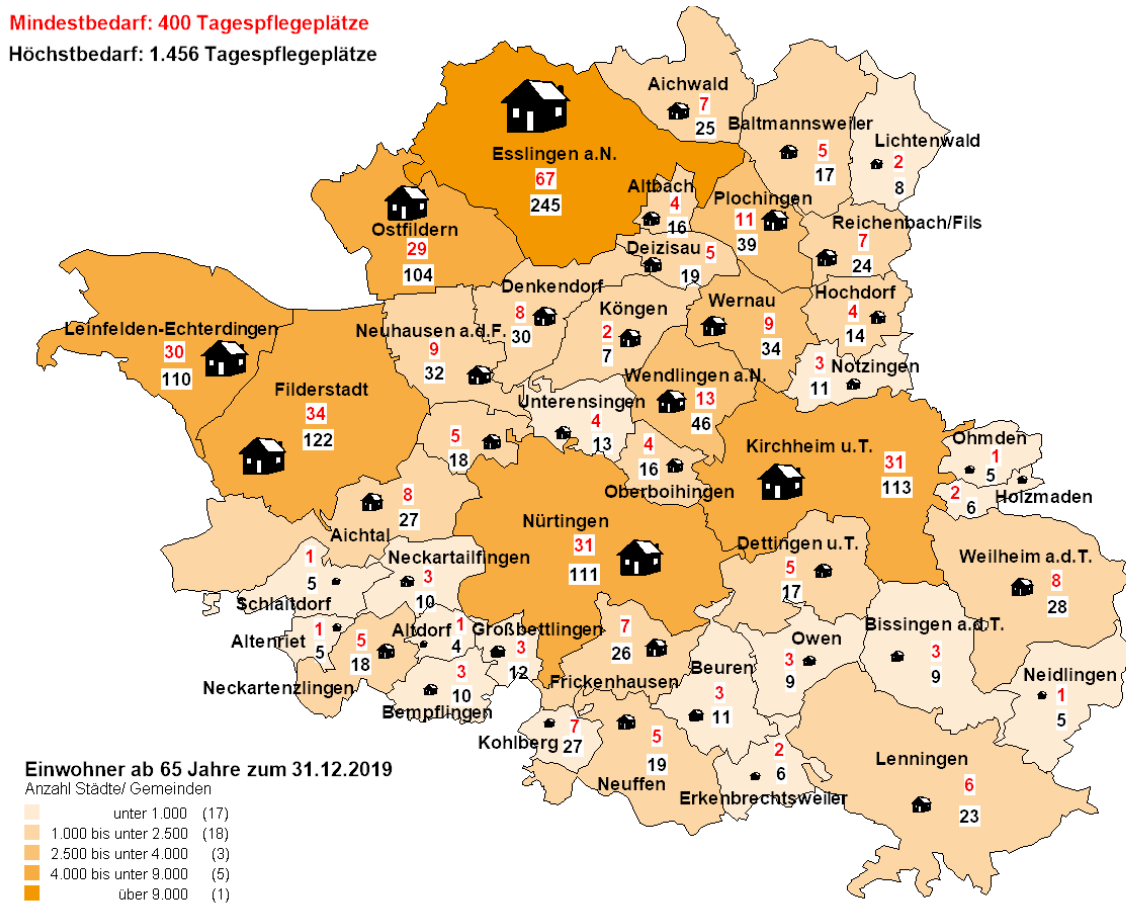 Mindestbedarf: 400 Tagespflegeplätze
Höchstbedarf: 1.456 Tagespflegeplätze
Aichwald
7
25
Baltmannsweiler
5
17
Lichtenwald
2
8
Esslingen a.N.
67
245
Altbach
4
16
Plochingen
11
39
Reichenbach/Fils
7
24
Ostfildern
29
104
Deizisau
5
19
Denkendorf
8
30
Köngen
2
7
Wernau
9
34
Hochdorf
4
14
Leinfelden-Echterdingen
30
110
Neuhausen a.d.F.
9
32
Notzingen
3
11
Filderstadt
34
122
Wendlingen a.N.
13
46
Unterensingen
4
13
5
18
4
16
Oberboihingen
Kirchheim u.T.
31
113
Ohmden
1
5
Holzmaden
2
6
8
27
Aichtal
Nürtingen
31
111
Dettingen u.T.
5
17
Weilheim a.d.T.
8
28
1
5
Schlaitdorf
Neckartailfingen
3
10
Altenriet
1
5
5
18
Neckartenzlingen
Altdorf
1
4
Großbettlingen
3
12
3
10
Bempflingen
7
26
Frickenhausen
Beuren
3
11
Owen
3
9
Bissingen a.d.T.
3
9
Neidlingen
1
5
Kohlberg
7
27
5
19
Neuffen
2
6
Erkenbrechtsweiler
Lenningen
6
23
Einwohner ab 65 Jahre zum 31.12.2019
Anzahl Städte/ Gemeinden
unter 1.000 (17)
1.000 bis unter 2.500 (18)
2.500 bis unter 4.000 (3)
4.000 bis unter 9.000 (5)
über 9.000 (1)